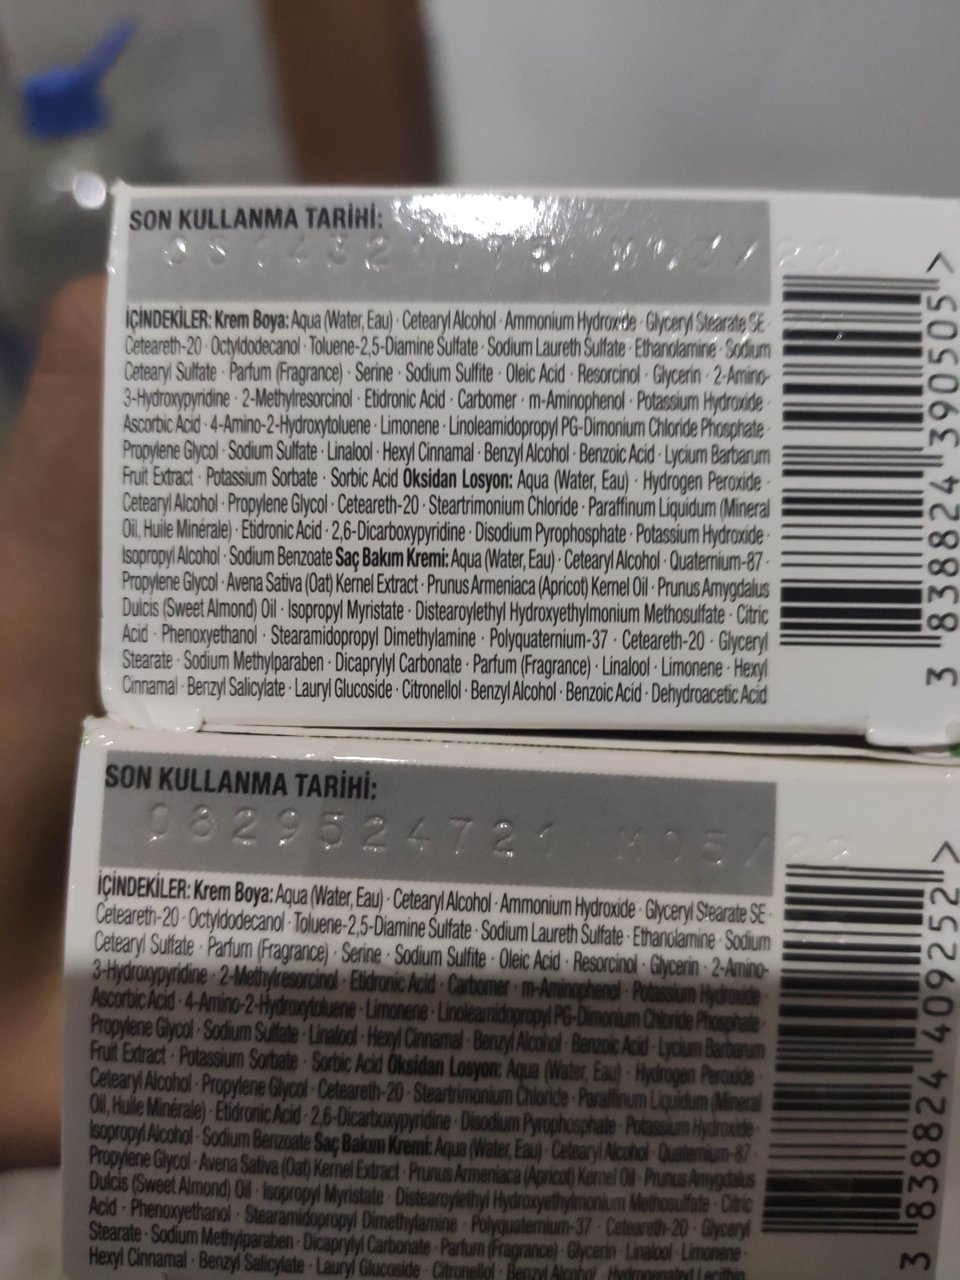 SON KULLANMA TARİHİ:
İÇİNDEKİLER: Krem Boya: Aqua (Water, Eau) · Cetearyl Alcohol · Ammonium Hydroxide · Glyceryl Stearate SE ·
Ceteareth-20 · Octyldodecanol · Toluene-2,5-Diamine Sulfate · Sodium Laureth Sulfate · Ethanolamine · Sodium
Cetearyl Sulfate · Parfum (Fragrance) · Serine · Sodium Sulfite · Oleic Acid · Resorcinol · Glycerin · 2-Amino-
3-Hydroxypyridine · 2-Methylresorcinol · Etidronic Acid · Carbomer · m-Aminophenol · Potassium Hydroxide ·
Ascorbic Acid · 4-Amino-2-Hydroxytoluene · Limonene · Linoleamidopropyl PG-Dimonium Chloride Phosphate ·
Propylene Glycol · Sodium Sulfate · Linalool · Hexyl Cinnamal · Benzyl Alcohol · Benzoic Acid · Lycium Barbarum
Fruit Extract · Potassium Sorbate · Sorbic Acid Oksidan Losyon: Aqua (Water, Eau) · Hydrogen Peroxide ·
Cetearyl Alcohol · Propylene Glycol · Ceteareth-20 · Steartrimonium Chloride · Paraffinum Liquidum (Mineral
Oil, Huile Minérale) · Etidronic Acid · 2,6-Dicarboxypyridine · Disodium Pyrophosphate · Potassium Hydroxide ·
Isopropyl Alcohol · Sodium Benzoate Saç Bakım Kremi: Aqua (Water, Eau) · Cetearyl Alcohol · Quaternium-87 ·
Propylene Glycol · Avena Sativa (Oat) Kernel Extract · Prunus Armeniaca (Apricot) Kernel Oil · Prunus Amygdalus
Dulcis (Sweet Almond) Oil · Isopropyl Myristate · Distearoylethyl Hydroxyethylmonium Methosulfate · Citric
Acid · Phenoxyethanol · Stearamidopropyl Dimethylamine · Polyquaternium-37 · Ceteareth-20 · Glyceryl
Stearate · Sodium Methylparaben · Dicaprylyl Carbonate · Parfum (Fragrance) · Linalool · Limonene · Hexyl
Cinnamal · Benzyl Salicylate · Lauryl Glucoside · Citronellol · Benzyl Alcohol · Benzoic Acid · Dehydroacetic Acid
3 838824 390505 >
SON KULLANMA TARİHİ:
İÇİNDEKİLER: Krem Boya: Aqua (Water, Eau) · Cetearyl Alcohol · Ammonium Hydroxide · Glyceryl Stearate SE ·
Ceteareth-20 · Octyldodecanol · Toluene-2,5-Diamine Sulfate · Sodium Laureth Sulfate · Ethanolamine · Sodium
Cetearyl Sulfate · Parfum (Fragrance) · Serine · Sodium Sulfite · Oleic Acid · Resorcinol · Glycerin · 2-Amino-
3-Hydroxypyridine · 2-Methylresorcinol · Etidronic Acid · Carbomer · m-Aminophenol · Potassium Hydroxide ·
Ascorbic Acid · 4-Amino-2-Hydroxytoluene · Limonene · Linoleamidopropyl PG-Dimonium Chloride Phosphate ·
Propylene Glycol · Sodium Sulfate · Linalool · Hexyl Cinnamal · Benzyl Alcohol · Benzoic Acid · Lycium Barbarum
Fruit Extract · Potassium Sorbate · Sorbic Acid Oksidan Losyon: Aqua (Water, Eau) · Hydrogen Peroxide ·
Cetearyl Alcohol · Propylene Glycol · Ceteareth-20 · Steartrimonium Chloride · Paraffinum Liquidum (Mineral
Oil, Huile Minérale) · Etidronic Acid · 2,6-Dicarboxypyridine · Disodium Pyrophosphate · Potassium Hydroxide ·
Isopropyl Alcohol · Sodium Benzoate Saç Bakım Kremi: Aqua (Water, Eau) · Cetearyl Alcohol · Quaternium-87 ·
Propylene Glycol · Avena Sativa (Oat) Kernel Extract · Prunus Armeniaca (Apricot) Kernel Oil · Prunus Amygdalus
Dulcis (Sweet Almond) Oil · Isopropyl Myristate · Distearoylethyl Hydroxyethylmonium Methosulfate · Citric
Acid · Phenoxyethanol · Stearamidopropyl Dimethylamine · Polyquaternium-37 · Ceteareth-20 · Glyceryl
Stearate · Sodium Methylparaben · Dicaprylyl Carbonate · Parfum (Fragrance) · Glycerin · Linalool · Limonene ·
Hexyl Cinnamal · Benzyl Salicylate · Lauryl Glucoside · Citronellol · Benzyl Alcohol · Hydrogenated Lecithin
3 838824 409252 >